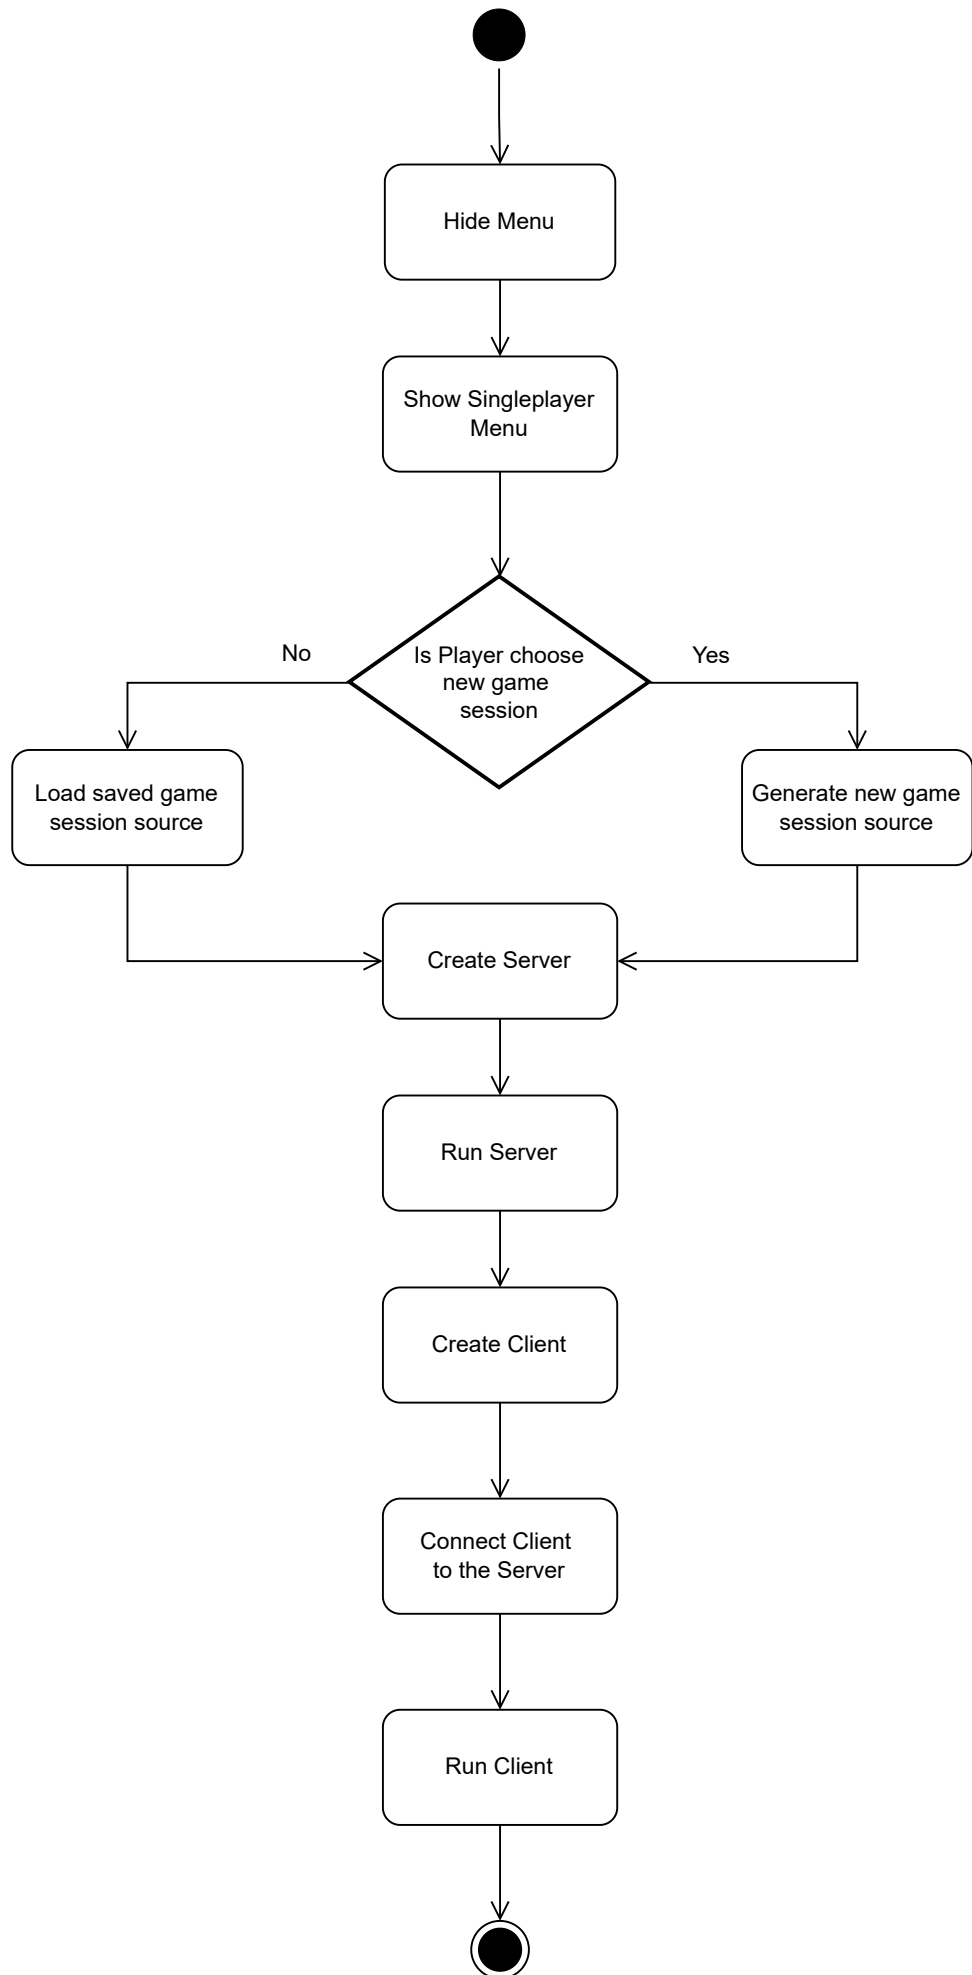 Hide Menu
Show Singleplayer
Menu
No
Is Player choose
new game
session
Yes
Load saved game
session source
Generate new game
session source
Create Server
Run Server
Create Client
Connect Client
to the Server
Run Client